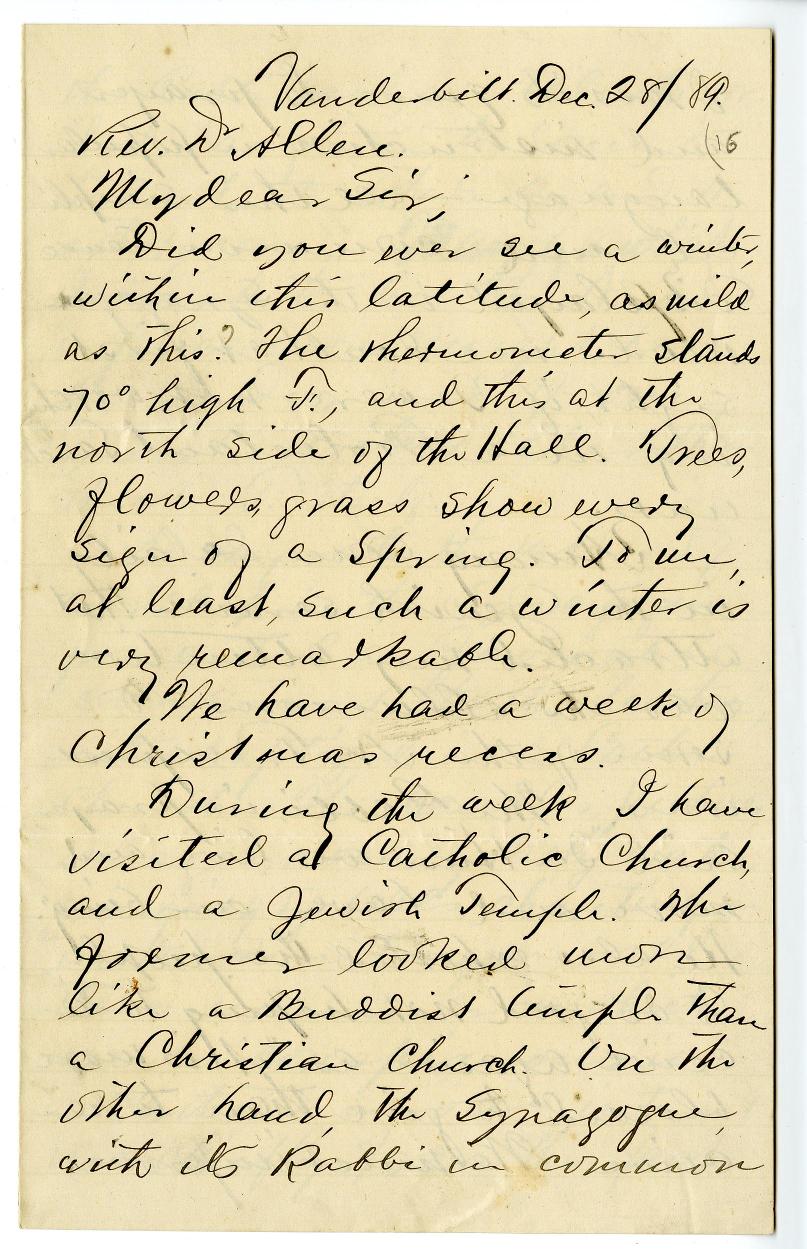 Vanderbilt. Dec. 28/89.
(16
Rev. Dr Allen.
My dear Sir;
Did you ever see a winter,
within this latitude, as mild
as this? The thermometer stands
70° high F., and this at the
north side of the Hall. Trees,
flowers, grass show every
sign of a Spring. To me,
at least, such a winter is
very remarkable.
We have had a week of
Christmas recess.
During the week I have
visited a Catholic Church,
and a Jewish Temple. The
former looked more
like a Buddist temple than
a Christian Church. On the
other hand, the Synagogue,
with its Rabbi in common